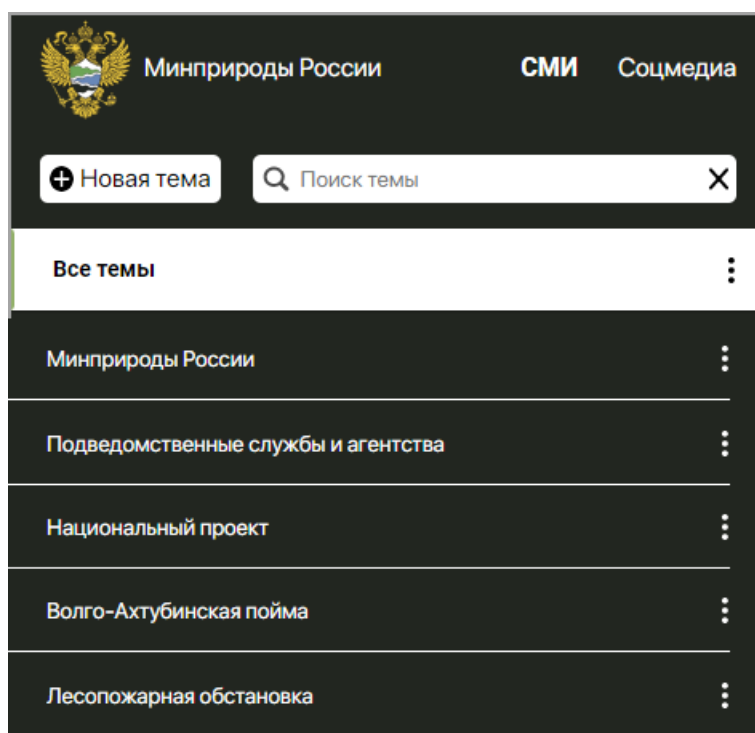 Минприроды России СМИ Соцмедиа
Новая тема Поиск темы
Все темы
Минприроды России
Подведомственные службы и агентства
Национальный проект
Волго-Ахтубинская пойма
Лесопожарная обстановка